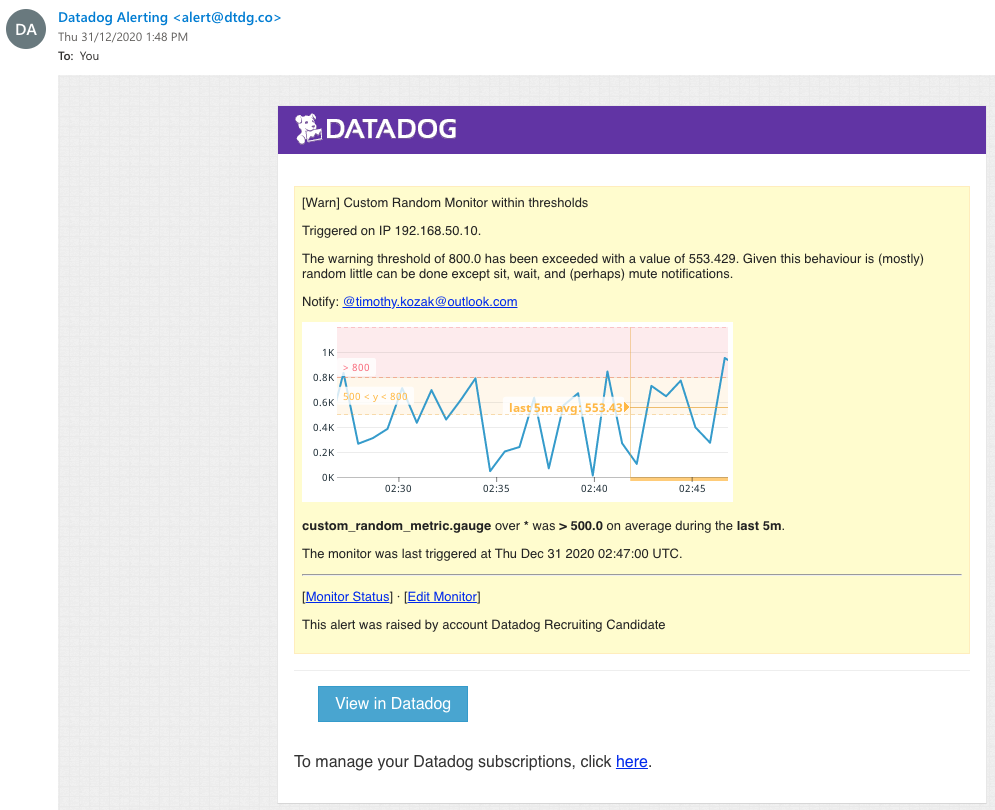 DA
Datadog Alerting <alert@dtdg.co>
Thu 31/12/2020 1:48 PM
To: You
DATADOG
[Warn] Custom Random Monitor within thresholds
Triggered on IP 192.168.50.10.
The warning threshold of 800.0 has been exceeded with a value of 553.429. Given this behaviour is (mostly)
random little can be done except sit, wait, and (perhaps) mute notifications.
Notify: @timothy.kozak@outlook.com
1K
> 800
0.8K
500 < y < 800
0.6K
last 5m avg: 553.43
0.4K
0.2K
0K
02:30 02:35 02:40 02:45
custom_random_metric.gauge over * was > 500.0 on average during the last 5m.
The monitor was last triggered at Thu Dec 31 2020 02:47:00 UTC.
[Monitor Status] · [Edit Monitor]
This alert was raised by account Datadog Recruiting Candidate
View in Datadog
To manage your Datadog subscriptions, click here.